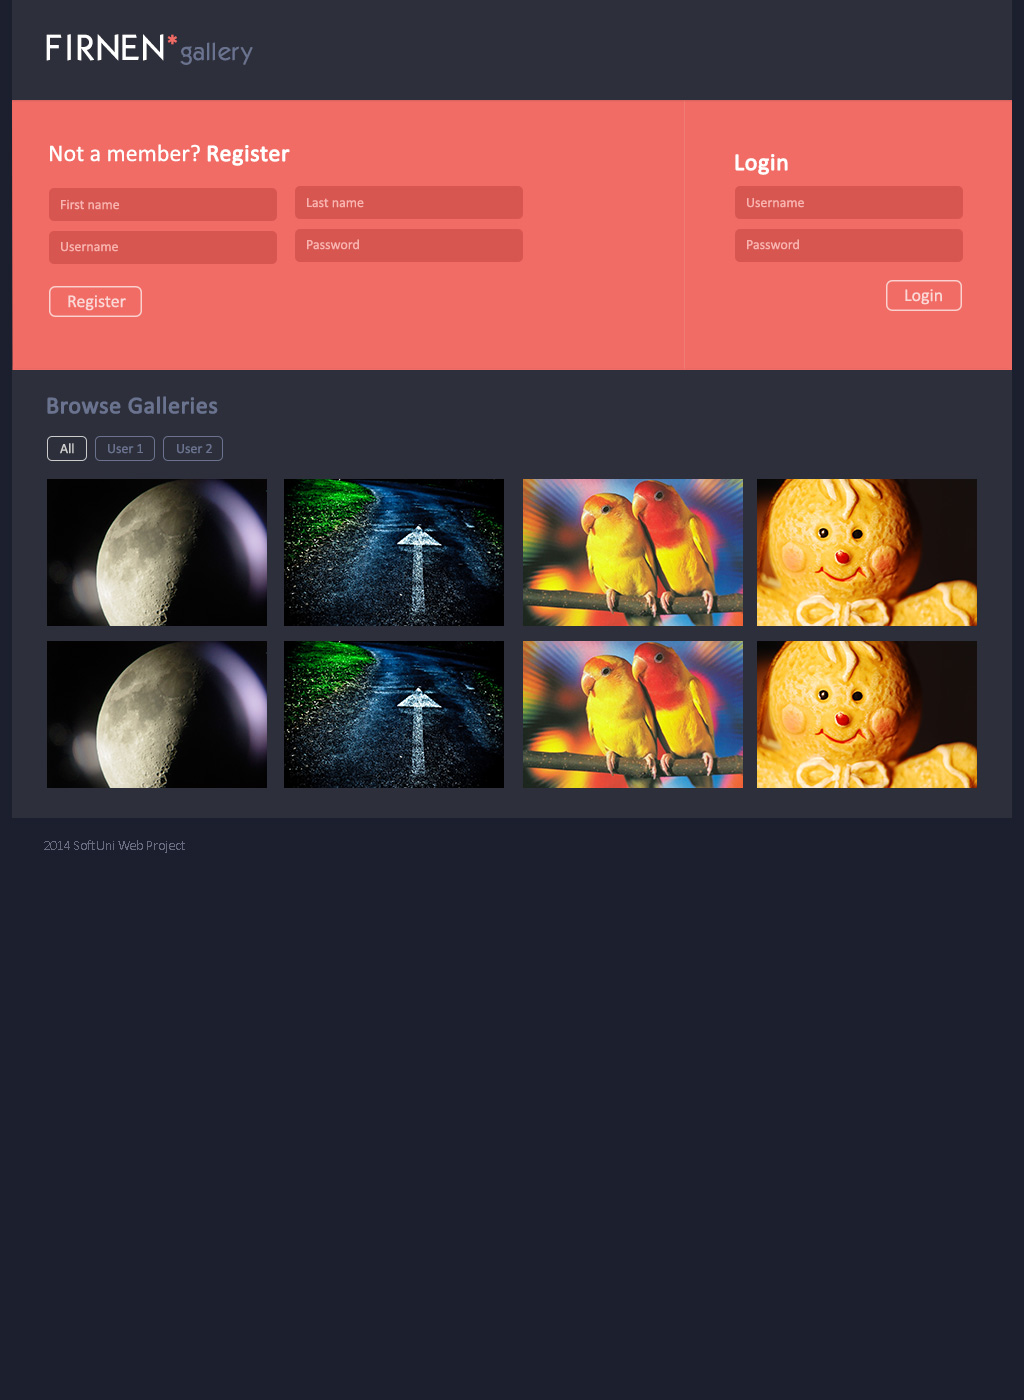 FIRNEN* gallery
Not a member? Register
First name
Last name
Username
Password
Register
Login
Username
Password
Login
Browse Galleries
All
User 1
User 2
2014 SoftUni Web Project